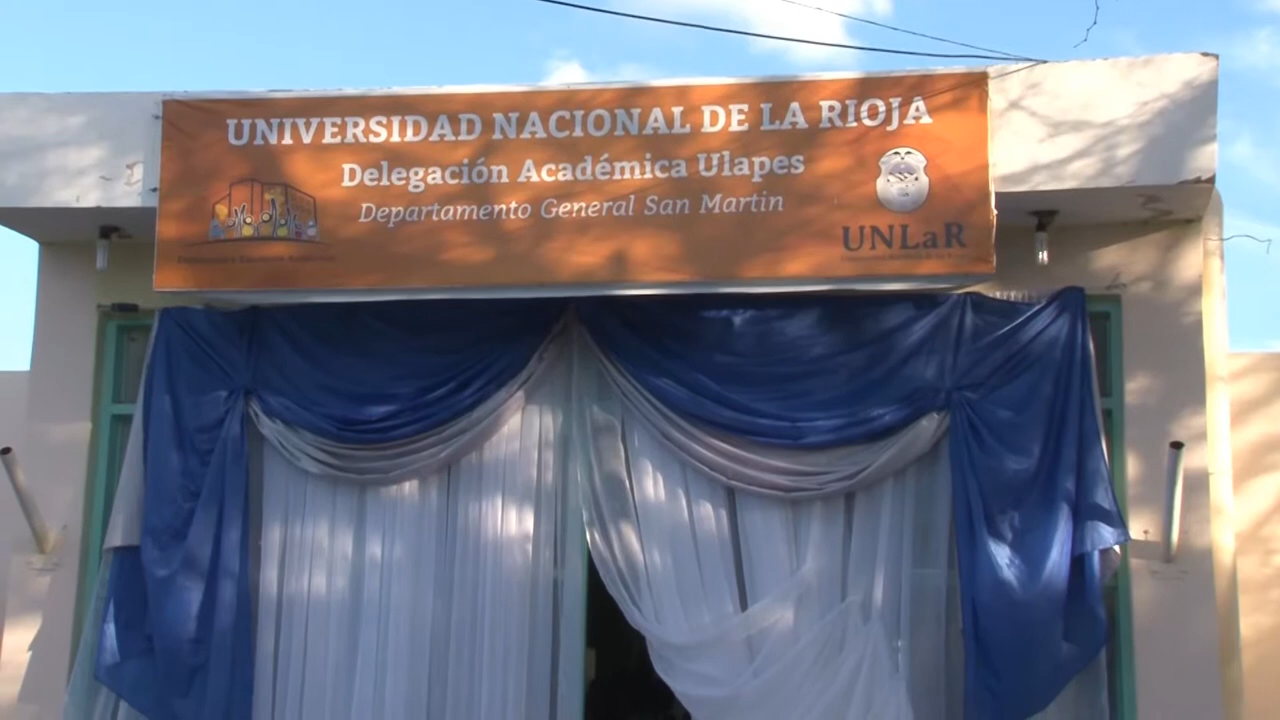 UNIVERSIDAD NACIONAL DE LA RIOJA
Delegación Académica Ulapes
Departamento General San Martin
UNLaR